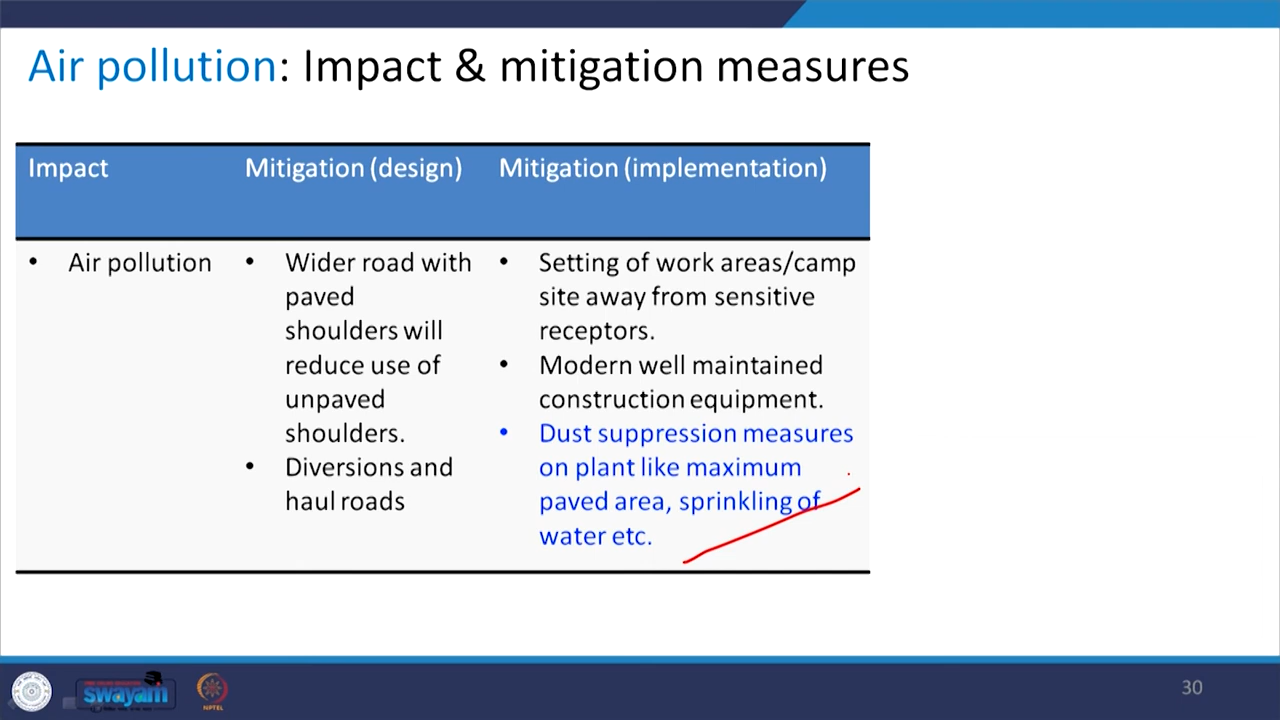 Air pollution: Impact & mitigation measures
Impact
Mitigation (design)
Mitigation (implementation)
• Air pollution
• Wider road with
paved
shoulders will
reduce use of
unpaved
shoulders.
• Diversions and
haul roads
• Setting of work areas/camp
site away from sensitive
receptors.
• Modern well maintained
construction equipment.
• Dust suppression measures
on plant like maximum
paved area, sprinkling of
water etc.
swayam
NPTEL
30